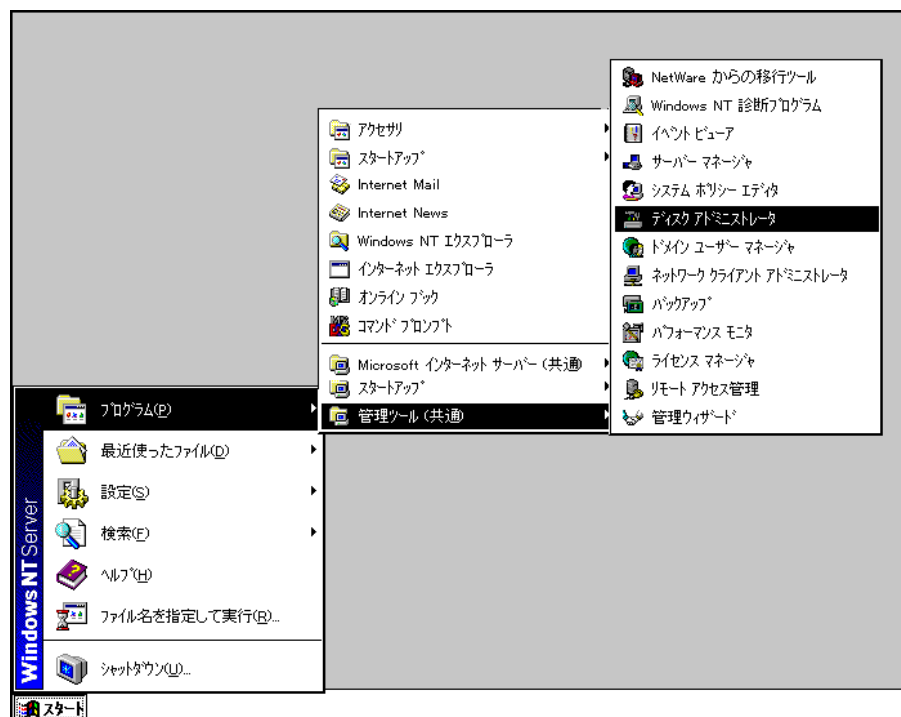 NetWare からの移行ツール
Windows NT 診断プログラム
イベント ビューア
サーバー マネージャ
システム ポリシー エディタ
ディスク アドミニストレータ
ドメイン ユーザー マネージャ
ネットワーク クライアント アドミニストレータ
バックアップ
パフォーマンス モニタ
ライセンス マネージャ
リモート アクセス管理
管理ウィザード
アクセサリ
スタートアップ
Internet Mail
Internet News
Windows NT エクスプローラ
インターネット エクスプローラ
オンライン ブック
コマンド プロンプト
Microsoft インターネット サーバー (共通)
スタートアップ
管理ツール (共通)
プログラム(P)
最近使ったファイル(D)
設定(S)
検索(F)
ヘルプ(H)
ファイル名を指定して実行(R)...
シャットダウン(U)...
Windows NT Server
スタート